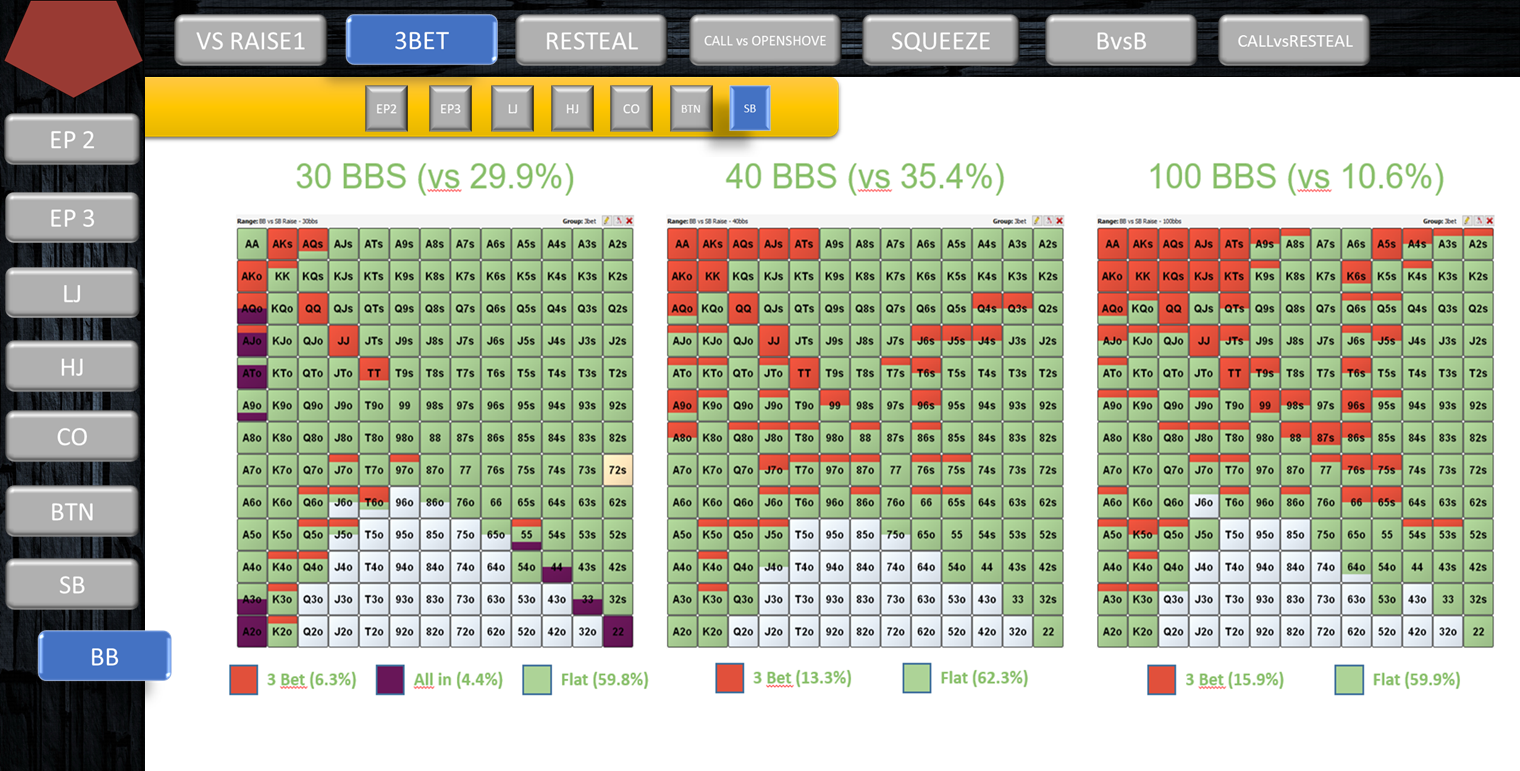 VS RAISE1
3BET
RESTEAL
CALL vs OPENSHOVE
SQUEEZE
BvsB
CALLvsRESTEAL
EP2
EP3
LJ
HJ
CO
BTN
SB
EP 2
EP 3
LJ
HJ
CO
BTN
SB
BB
30 BBS (vs 29.9%)
Range: BB vs SB Raise - 30bbs Group: 3bet
AA AKs AQs AJs ATs A9s A8s A7s A6s A5s A4s A3s A2s
AKo KK KQs KJs KTs K9s K8s K7s K6s K5s K4s K3s K2s
AQo KQo QQ QJs QTs Q9s Q8s Q7s Q6s Q5s Q4s Q3s Q2s
AJo KJo QJo JJ JTs J9s J8s J7s J6s J5s J4s J3s J2s
ATo KTo QTo JTo TT T9s T8s T7s T6s T5s T4s T3s T2s
A9o K9o Q9o J9o T9o 99 98s 97s 96s 95s 94s 93s 92s
A8o K8o Q8o J8o T8o 98o 88 87s 86s 85s 84s 83s 82s
A7o K7o Q7o J7o T7o 97o 87o 77 76s 75s 74s 73s 72s
A6o K6o Q6o J6o T6o 96o 86o 76o 66 65s 64s 63s 62s
A5o K5o Q5o J5o T5o 95o 85o 75o 65o 55 54s 53s 52s
A4o K4o Q4o J4o T4o 94o 84o 74o 64o 54o 44 43s 42s
A3o K3o Q3o J3o T3o 93o 83o 73o 63o 53o 43o 33 32s
A2o K2o Q2o J2o T2o 92o 82o 72o 62o 52o 42o 32o 22
3 Bet (6.3%)
All in (4.4%)
Flat (59.8%)
40 BBS (vs 35.4%)
Range: BB vs SB Raise - 40bbs Group: 3bet
AA AKs AQs AJs ATs A9s A8s A7s A6s A5s A4s A3s A2s
AKo KK KQs KJs KTs K9s K8s K7s K6s K5s K4s K3s K2s
AQo KQo QQ QJs QTs Q9s Q8s Q7s Q6s Q5s Q4s Q3s Q2s
AJo KJo QJo JJ JTs J9s J8s J7s J6s J5s J4s J3s J2s
ATo KTo QTo JTo TT T9s T8s T7s T6s T5s T4s T3s T2s
A9o K9o Q9o J9o T9o 99 98s 97s 96s 95s 94s 93s 92s
A8o K8o Q8o J8o T8o 98o 88 87s 86s 85s 84s 83s 82s
A7o K7o Q7o J7o T7o 97o 87o 77 76s 75s 74s 73s 72s
A6o K6o Q6o J6o T6o 96o 86o 76o 66 65s 64s 63s 62s
A5o K5o Q5o J5o T5o 95o 85o 75o 65o 55 54s 53s 52s
A4o K4o Q4o J4o T4o 94o 84o 74o 64o 54o 44 43s 42s
A3o K3o Q3o J3o T3o 93o 83o 73o 63o 53o 43o 33 32s
A2o K2o Q2o J2o T2o 92o 82o 72o 62o 52o 42o 32o 22
3 Bet (13.3%)
Flat (62.3%)
100 BBS (vs 10.6%)
Range: BB vs SB Raise - 100bbs Group: 3bet
AA AKs AQs AJs ATs A9s A8s A7s A6s A5s A4s A3s A2s
AKo KK KQs KJs KTs K9s K8s K7s K6s K5s K4s K3s K2s
AQo KQo QQ QJs QTs Q9s Q8s Q7s Q6s Q5s Q4s Q3s Q2s
AJo KJo QJo JJ JTs J9s J8s J7s J6s J5s J4s J3s J2s
ATo KTo QTo JTo TT T9s T8s T7s T6s T5s T4s T3s T2s
A9o K9o Q9o J9o T9o 99 98s 97s 96s 95s 94s 93s 92s
A8o K8o Q8o J8o T8o 98o 88 87s 86s 85s 84s 83s 82s
A7o K7o Q7o J7o T7o 97o 87o 77 76s 75s 74s 73s 72s
A6o K6o Q6o J6o T6o 96o 86o 76o 66 65s 64s 63s 62s
A5o K5o Q5o J5o T5o 95o 85o 75o 65o 55 54s 53s 52s
A4o K4o Q4o J4o T4o 94o 84o 74o 64o 54o 44 43s 42s
A3o K3o Q3o J3o T3o 93o 83o 73o 63o 53o 43o 33 32s
A2o K2o Q2o J2o T2o 92o 82o 72o 62o 52o 42o 32o 22
3 Bet (15.9%)
Flat (59.9%)